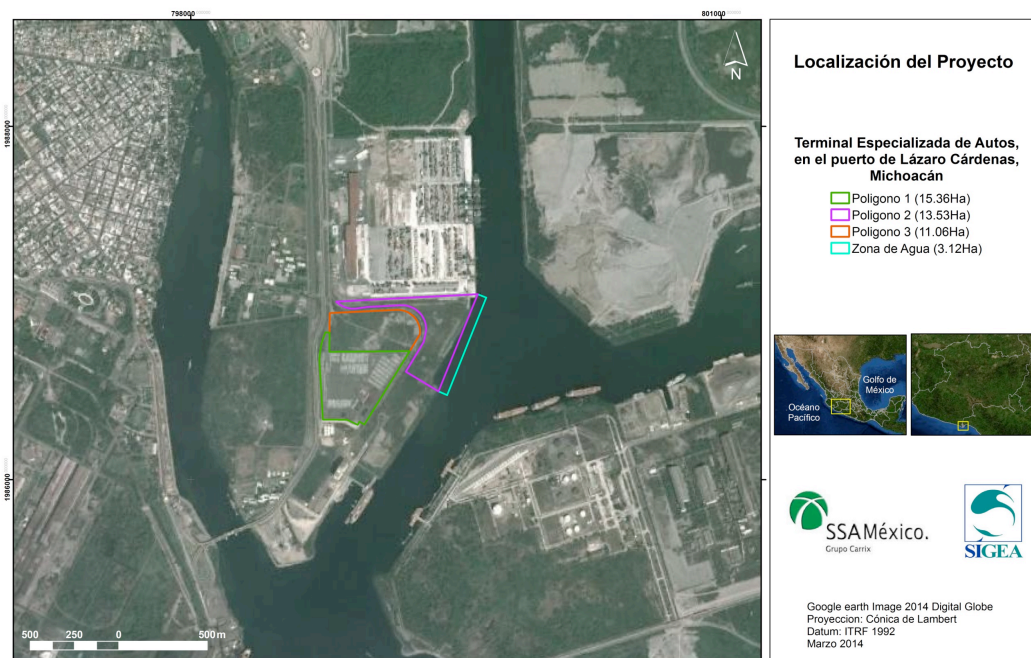 798000
801000
1988000
1986000
N
500 250 0 500 m
Localización del Proyecto
Terminal Especializada de Autos,
en el puerto de Lázaro Cárdenas,
Michoacán
Poligono 1 (15.36Ha)
Poligono 2 (13.53Ha)
Poligono 3 (11.06Ha)
Zona de Agua (3.12Ha)
Golfo de
México
Océano
Pacífico
SSA México.
Grupo Carrix
SIGEA
Google earth Image 2014 Digital Globe
Proyeccion: Cónica de Lambert
Datum: ITRF 1992
Marzo 2014